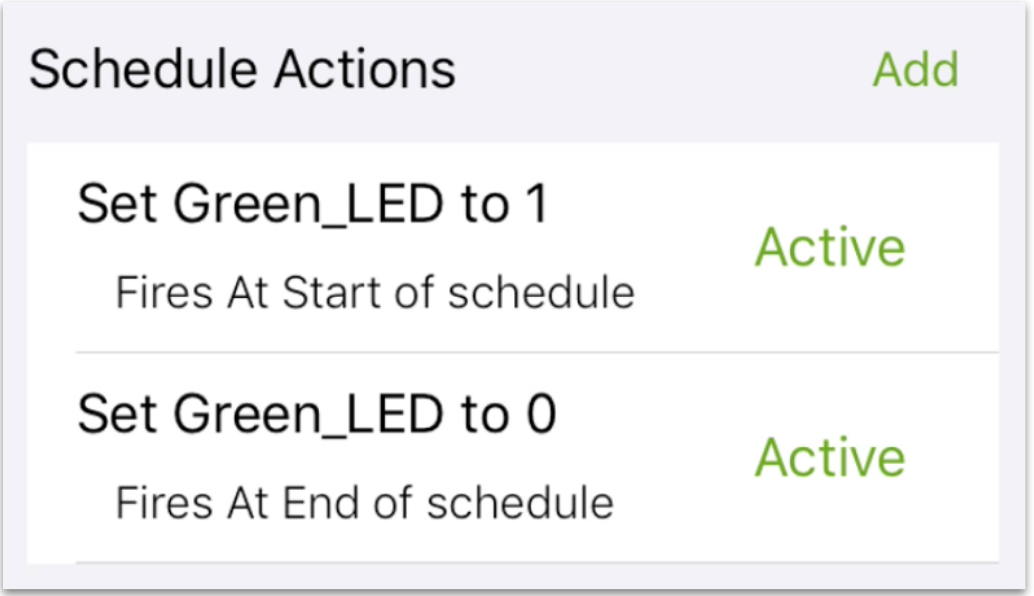 Schedule Actions
Add
Set Green_LED to 1
Active
Fires At Start of schedule
Set Green_LED to 0
Active
Fires At End of schedule